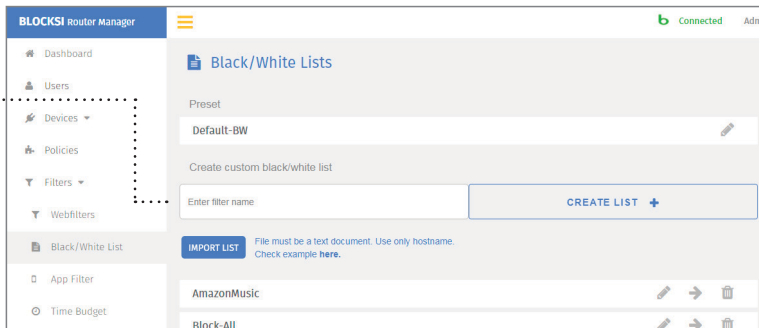 BLOCKSI Router Manager
Connected Adm
Dashboard
Users
Devices
Policies
Filters
Webfilters
Black/White List
App Filter
Time Budget
Black/White Lists
Preset
Default-BW
Create custom black/white list
Enter filter name
CREATE LIST +
IMPORT LIST
File must be a text document. Use only hostname.
Check example here.
AmazonMusic
Block-All